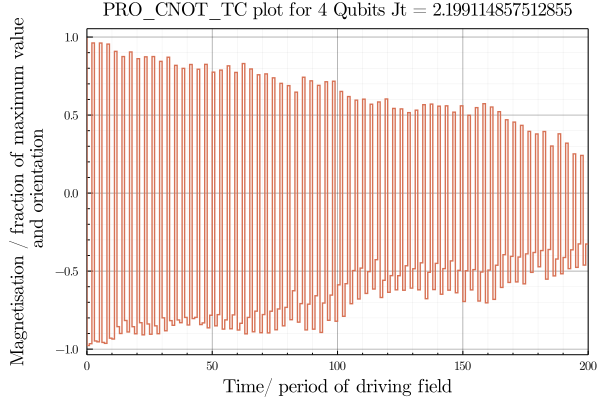 PRO_CNOT_TC plot for 4 Qubits Jt = 2.199114857512855
Magnetisation / fraction of maximum value
and orientation
1.0
0.5
0.0
−0.5
−1.0
0
50
100
150
200
Time/ period of driving field